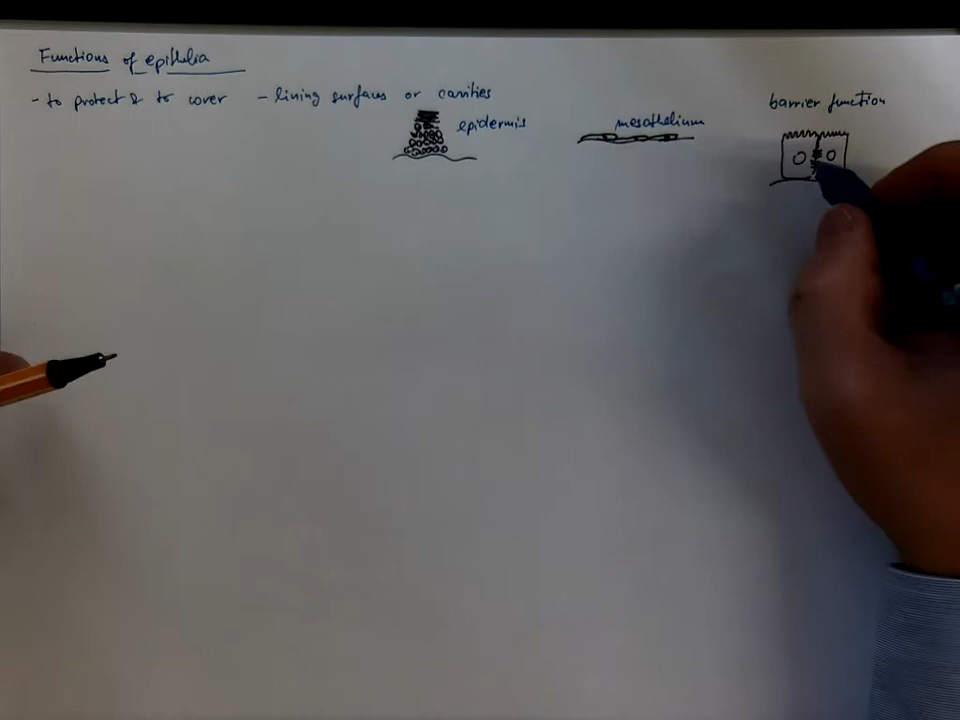 Functions of epithelia
- to protect & to cover - lining surfaces or cavities barrier function
epidermis mesothelium